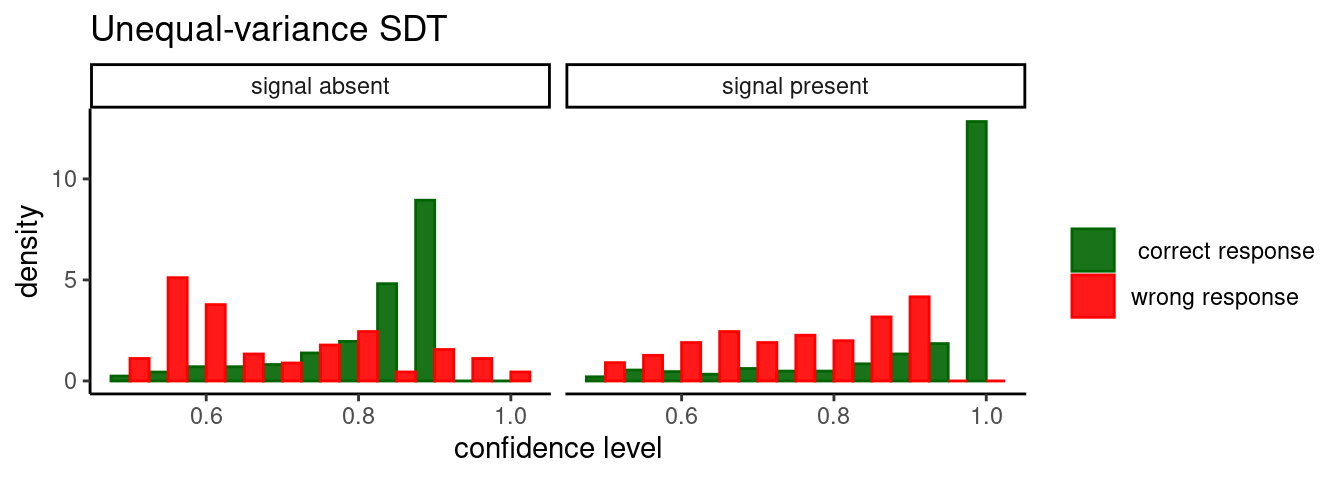 Unequal-variance SDT
signal absent
signal present
density
10
5
0
0.6
0.8
1.0
0.6
0.8
1.0
confidence level
correct response
wrong response